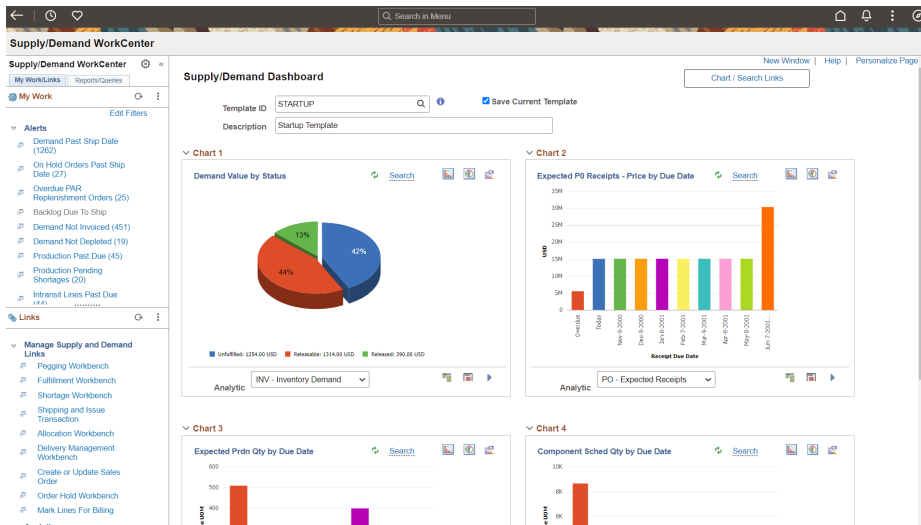 Search in Menu
Supply/Demand WorkCenter
Supply/Demand WorkCenter
My Work/Links
Reports/Queries
My Work
Edit Filters
Alerts
Demand Past Ship Date
(1262)
On Hold Orders Past Ship
Date (27)
Overdue PAR
Replenishment Orders (25)
Backlog Due To Ship
Demand Not Invoiced (451)
Demand Not Depleted (19)
Production Past Due (45)
Production Pending
Shortages (20)
Intransit Lines Past Due
(44)
Links
Manage Supply and Demand
Links
Pegging Workbench
Fulfillment Workbench
Shortage Workbench
Shipping and Issue
Transaction
Allocation Workbench
Delivery Management
Workbench
Create or Update Sales
Order
Order Hold Workbench
Mark Lines For Billing
New Window | Help | Personalize Page
Supply/Demand Dashboard
Chart / Search Links
Template ID
STARTUP
Save Current Template
Description
Startup Template
Chart 1
Demand Value by Status
Search
13%
42%
44%
Unfulfilled: 1254.00 USD
Releasable: 1314.00 USD
Released: 390.00 USD
Analytic
INV - Inventory Demand
Chart 2
Expected P0 Receipts - Price by Due Date
Search
35M
30M
25M
20M
15M
10M
5M
0
USD
Overdue
Today
Nov-9-2000
Dec-9-2000
Jan-8-2001
Feb-7-2001
Mar-9-2001
Apr-8-2001
May-8-2001
Jun-7-2001...
Receipt Due Date
Analytic
PO - Expected Receipts
Chart 3
Expected Prdn Qty by Due Date
Search
600
500
400
UOM
Chart 4
Component Sched Qty by Due Date
Search
10K
8K
6K
UOM